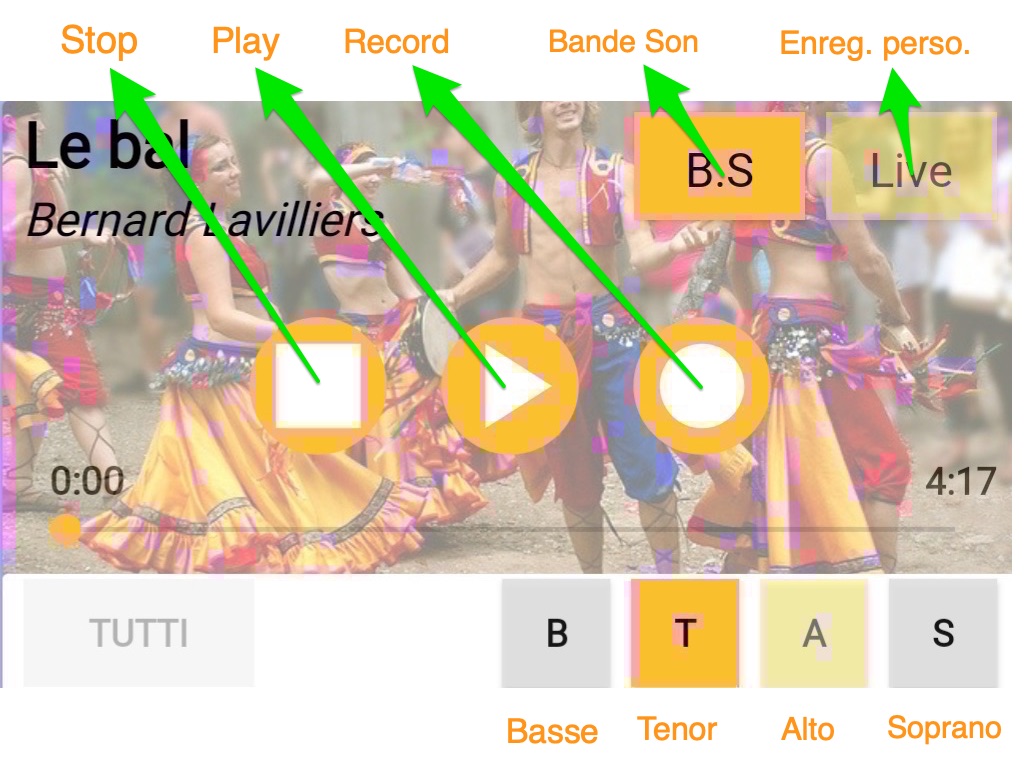 Stop Play Record Bande Son Enreg. perso.
Le bal
B.S Live
Bernard Lavilliers
0:00 4:17
TUTTI B T A S
Basse Tenor Alto Soprano